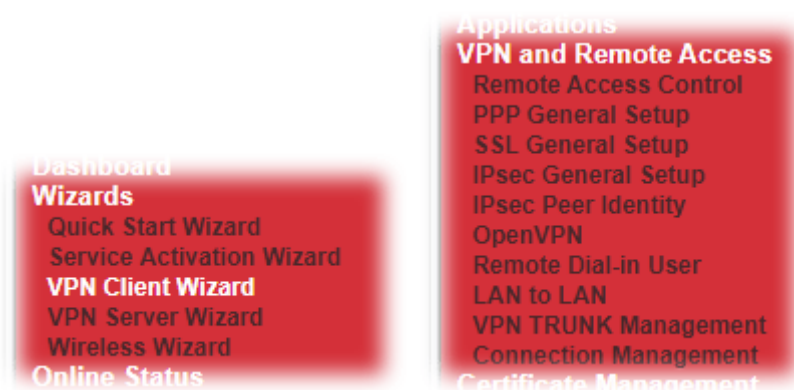 Dashboard
Wizards
Quick Start Wizard
Service Activation Wizard
VPN Client Wizard
VPN Server Wizard
Wireless Wizard
Online Status
Applications
VPN and Remote Access
Remote Access Control
PPP General Setup
SSL General Setup
IPsec General Setup
IPsec Peer Identity
OpenVPN
Remote Dial-in User
LAN to LAN
VPN TRUNK Management
Connection Management
Certificate Management